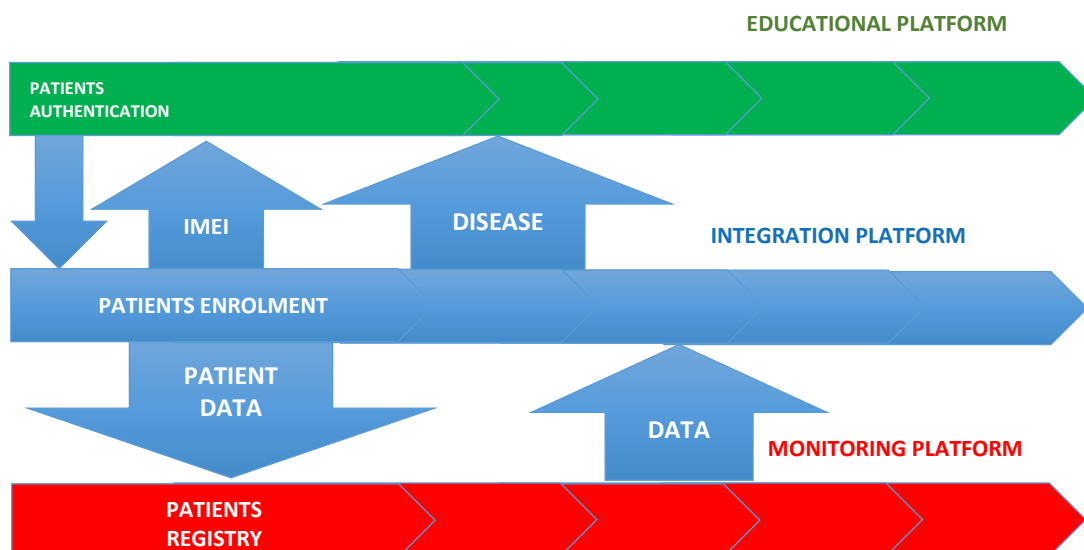 EDUCATIONAL PLATFORM
PATIENTS
AUTHENTICATION
IMEI
DISEASE
INTEGRATION PLATFORM
PATIENTS ENROLMENT
PATIENT
DATA
DATA
MONITORING PLATFORM
PATIENTS
REGISTRY